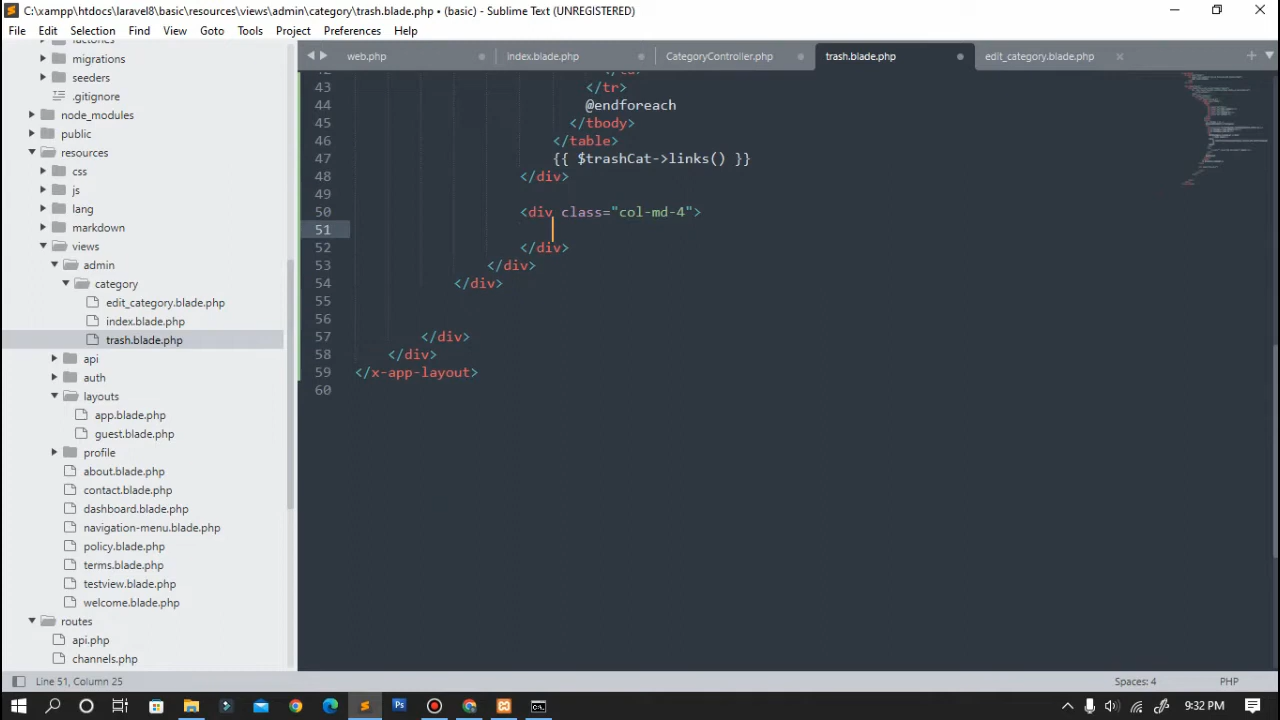 C:\xampp\htdocs\laravel8\basic\resources\views\admin\category\trash.blade.php • (basic) - Sublime Text (UNREGISTERED)
File Edit Selection Find View Goto Tools Project Preferences Help
migrations
seeders
.gitignore
node_modules
public
resources
css
js
lang
markdown
views
admin
category
edit_category.blade.php
index.blade.php
trash.blade.php
api
auth
layouts
app.blade.php
guest.blade.php
profile
about.blade.php
contact.blade.php
dashboard.blade.php
navigation-menu.blade.php
policy.blade.php
terms.blade.php
testview.blade.php
welcome.blade.php
routes
api.php
channels.php
web.php index.blade.php CategoryController.php trash.blade.php edit_category.blade.php
43 </tr>
44 @endforeach
45 </tbody>
46 </table>
47 {{ $trashCat->links() }}
48 </div>
49
50 <div class="col-md-4">
51
52 </div>
53 </div>
54 </div>
55
56
57 </div>
58 </div>
59 </x-app-layout>
60
Line 51, Column 25 Spaces: 4 PHP
9:32 PM